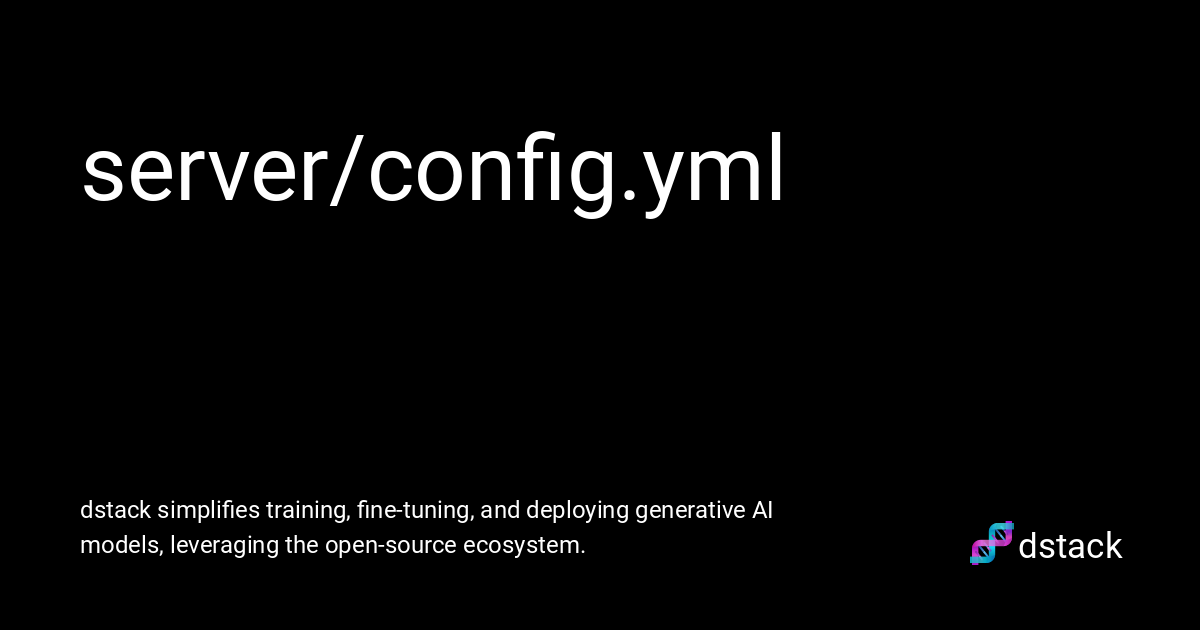 server/config.yml
dstack simplifies training, fine-tuning, and deploying generative AI
models, leveraging the open-source ecosystem.
dstack